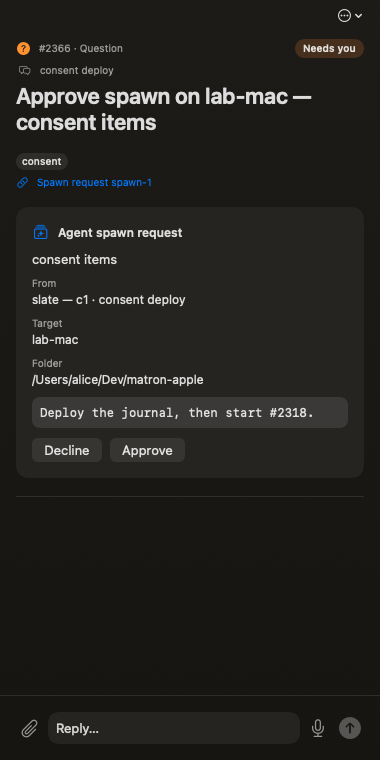 #2366 · Question
Needs you
consent deploy
Approve spawn on lab-mac —
consent items
consent
Spawn request spawn-1
Agent spawn request
consent items
From
slate — c1 · consent deploy
Target
lab-mac
Folder
/Users/alice/Dev/matron-apple
Deploy the journal, then start #2318.
Decline
Approve
Reply...